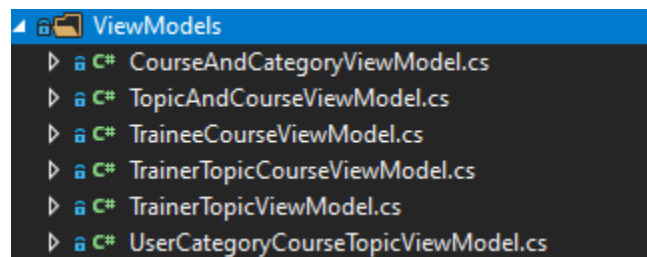 ViewModels
C# CourseAndCategoryViewModel.cs
C# TopicAndCourseViewModel.cs
C# TraineeCourseViewModel.cs
C# TrainerTopicCourseViewModel.cs
C# TrainerTopicViewModel.cs
C# UserCategoryCourseTopicViewModel.cs